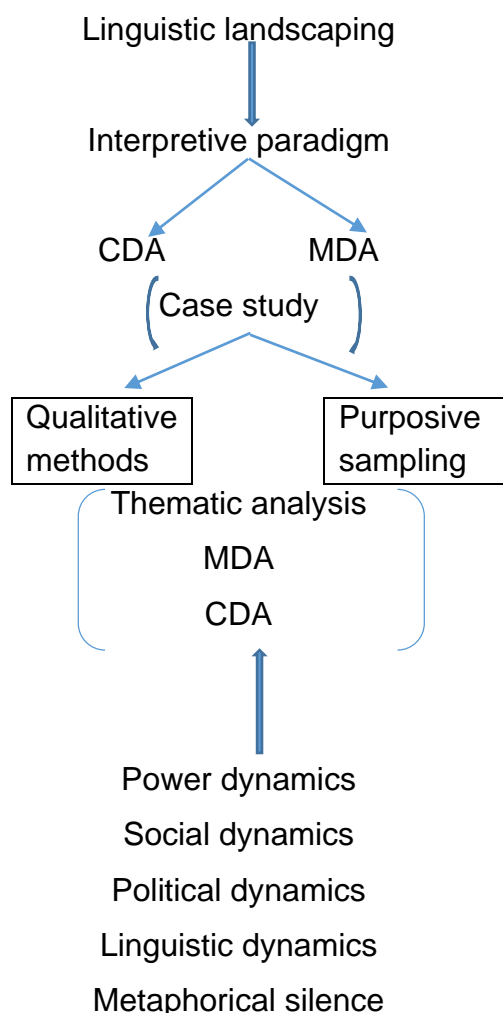 Linguistic landscaping
Interpretive paradigm
CDA MDA
Case study
Qualitative
methods
Purposive
sampling
Thematic analysis
MDA
CDA
Power dynamics
Social dynamics
Political dynamics
Linguistic dynamics
Metaphorical silence